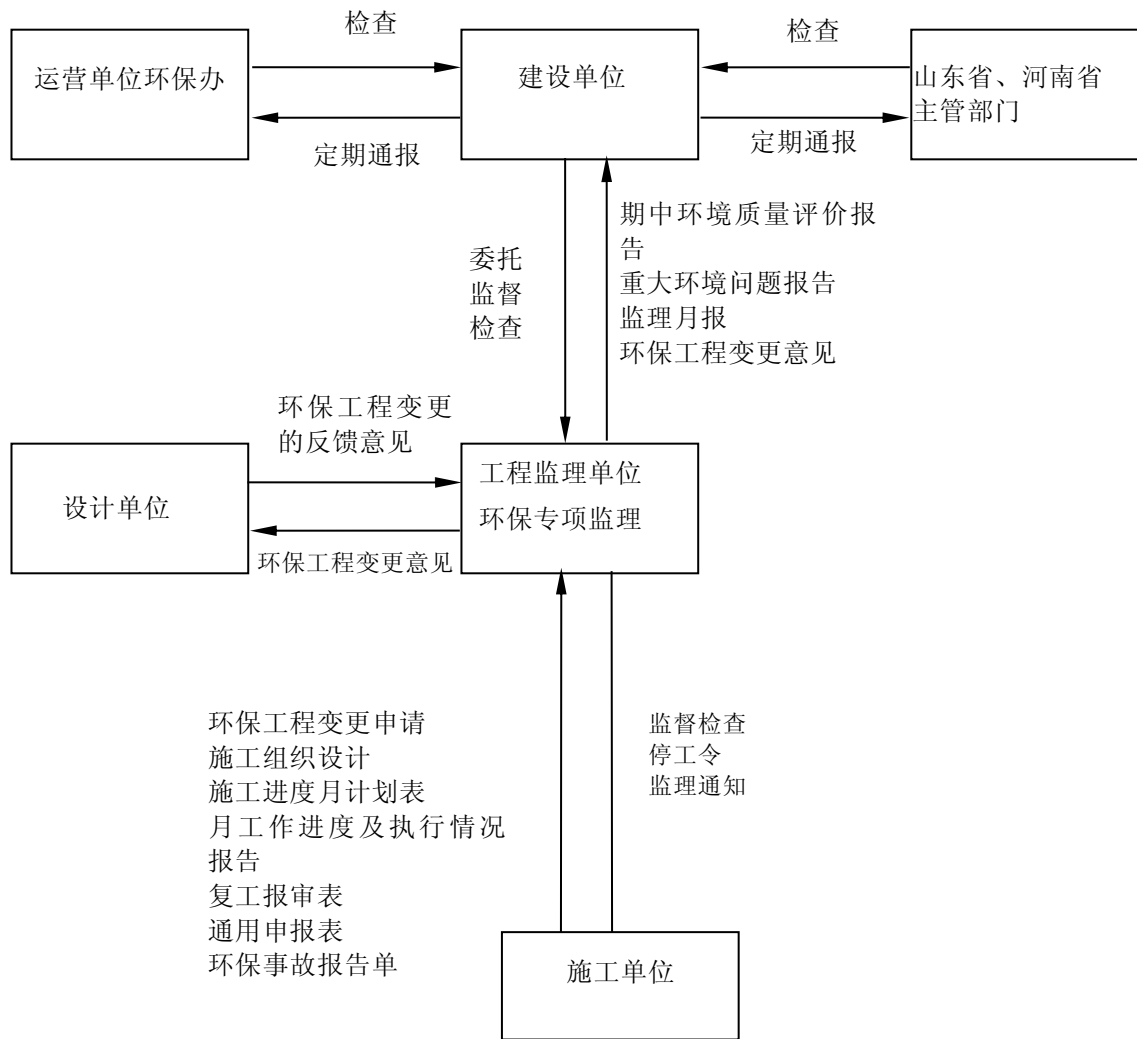 检查
检查
运营单位环保办
建设单位
山东省、河南省
主管部门
定期通报
定期通报
委托
监督
检查
期中环境质量评价报
告
重大环境问题报告
监理月报
环保工程变更意见
环保工程变更
的反馈意见
设计单位
工程监理单位
环保专项监理
环保工程变更意见
环保工程变更申请
施工组织设计
施工进度月计划表
月工作进度及执行情况
报告
复工报审表
通用申报表
环保事故报告单
监督检查
停工令
监理通知
施工单位